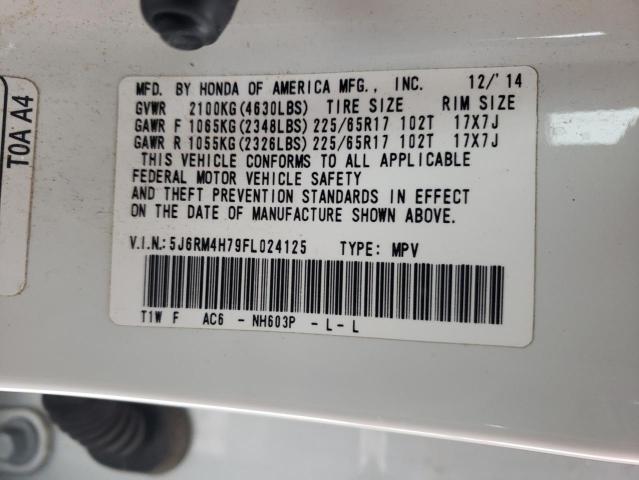 MFD. BY HONDA OF AMERICA MFG., INC. 12/'14
GVWR 2100KG(4630LBS) TIRE SIZE RIM SIZE
GAWR F 1065KG(2348LBS) 225/65R17 102T 17X7J
GAWR R 1055KG(2326LBS) 225/65R17 102T 17X7J
THIS VEHICLE CONFORMS TO ALL APPLICABLE
FEDERAL MOTOR VEHICLE SAFETY
AND THEFT PREVENTION STANDARDS IN EFFECT
ON THE DATE OF MANUFACTURE SHOWN ABOVE.
V.I.N.: 5J6RM4H79FL024125 TYPE: MPV
T1W F AC6 - NH603P - L - L
T0A A4